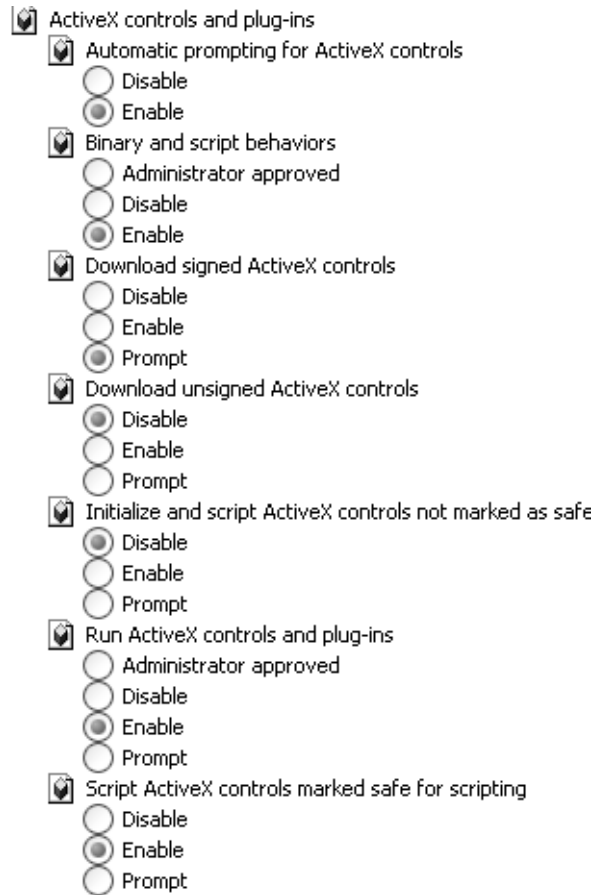 ActiveX controls and plug-ins
Automatic prompting for ActiveX controls
Disable
Enable
Binary and script behaviors
Administrator approved
Disable
Enable
Download signed ActiveX controls
Disable
Enable
Prompt
Download unsigned ActiveX controls
Disable
Enable
Prompt
Initialize and script ActiveX controls not marked as safe
Disable
Enable
Prompt
Run ActiveX controls and plug-ins
Administrator approved
Disable
Enable
Prompt
Script ActiveX controls marked safe for scripting
Disable
Enable
Prompt